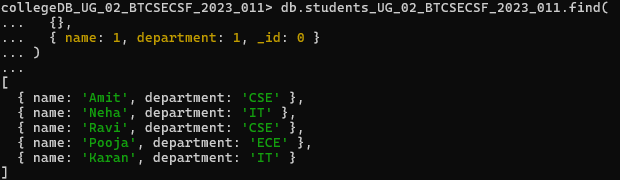 collegeDB_UG_02_BTCSECSF_2023_011> db.students_UG_02_BTCSECSF_2023_011.find(
...   {},
...   { name: 1, department: 1, _id: 0 }
... )
...
[
  { name: 'Amit', department: 'CSE' },
  { name: 'Neha', department: 'IT' },
  { name: 'Ravi', department: 'CSE' },
  { name: 'Pooja', department: 'ECE' },
  { name: 'Karan', department: 'IT' }
]